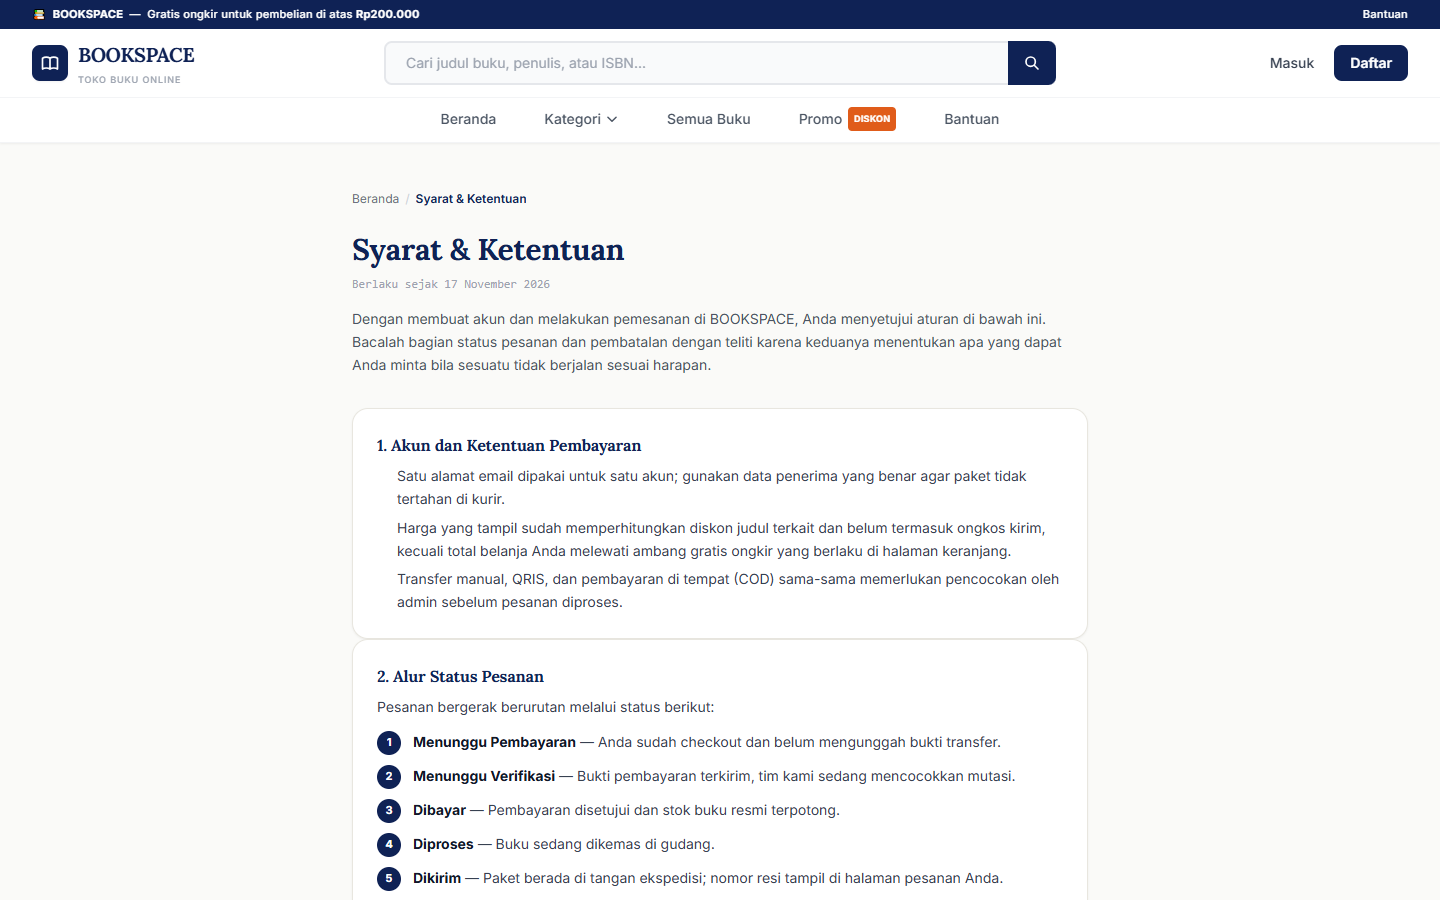 BOOKSPACE — Gratis ongkir untuk pembelian di atas Rp200.000
Bantuan
BOOKSPACE
TOKO BUKU ONLINE
Cari judul buku, penulis, atau ISBN...
Masuk
Daftar
Beranda
Kategori
Semua Buku
Promo DISKON
Bantuan
Beranda / Syarat & Ketentuan
Syarat & Ketentuan
Berlaku sejak 17 November 2026
Dengan membuat akun dan melakukan pemesanan di BOOKSPACE, Anda menyetujui aturan di bawah ini.
Bacalah bagian status pesanan dan pembatalan dengan teliti karena keduanya menentukan apa yang dapat
Anda minta bila sesuatu tidak berjalan sesuai harapan.
1. Akun dan Ketentuan Pembayaran
Satu alamat email dipakai untuk satu akun; gunakan data penerima yang benar agar paket tidak
tertahan di kurir.
Harga yang tampil sudah memperhitungkan diskon judul terkait dan belum termasuk ongkos kirim,
kecuali total belanja Anda melewati ambang gratis ongkir yang berlaku di halaman keranjang.
Transfer manual, QRIS, dan pembayaran di tempat (COD) sama-sama memerlukan pencocokan oleh
admin sebelum pesanan diproses.
2. Alur Status Pesanan
Pesanan bergerak berurutan melalui status berikut:
1 Menunggu Pembayaran — Anda sudah checkout dan belum mengunggah bukti transfer.
2 Menunggu Verifikasi — Bukti pembayaran terkirim, tim kami sedang mencocokkan mutasi.
3 Dibayar — Pembayaran disetujui dan stok buku resmi terpotong.
4 Diproses — Buku sedang dikemas di gudang.
5 Dikirim — Paket berada di tangan ekspedisi; nomor resi tampil di halaman pesanan Anda.